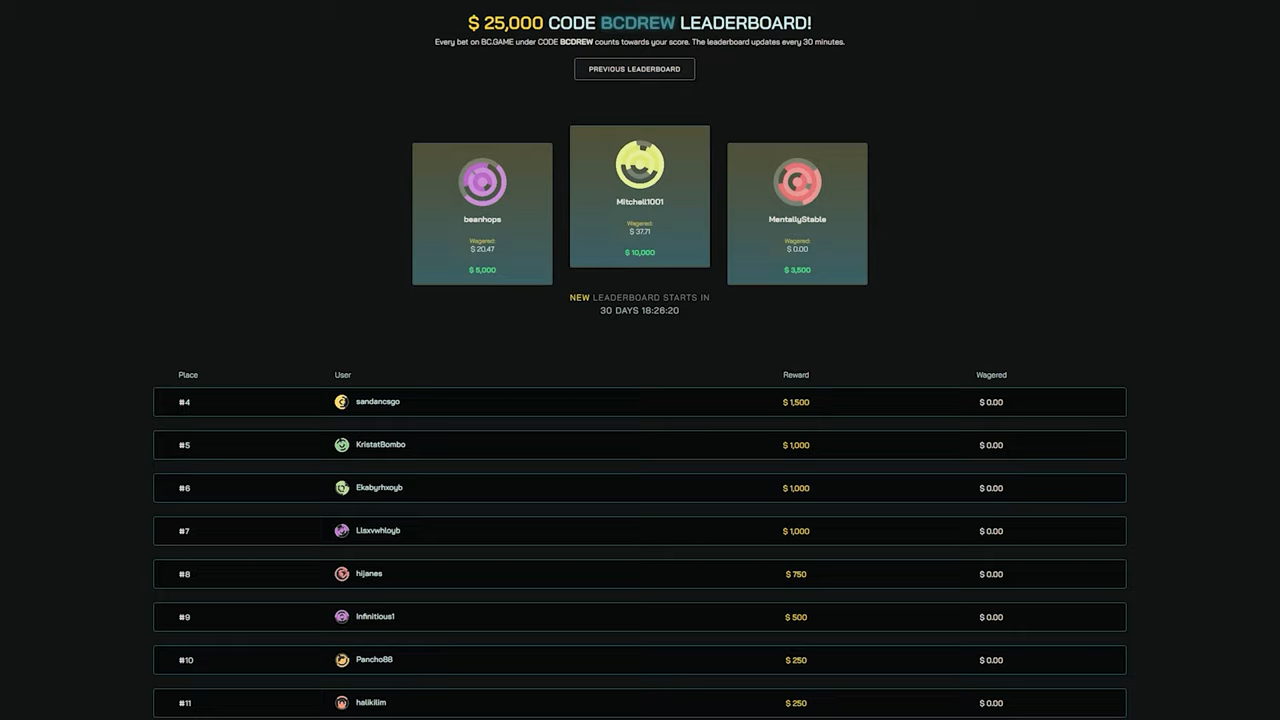 $ 25,000 CODE BCDREW LEADERBOARD!
Every bet on BC.GAME under CODE BCDREW counts towards your score. The leaderboard updates every 30 minutes.
PREVIOUS LEADERBOARD
beanhops
Wagered:
$ 20.47
$ 5,000
Mitchell1001
Wagered:
$ 37.71
$ 10,000
MentallyStable
Wagered:
$ 0.00
$ 3,500
NEW LEADERBOARD STARTS IN
30 DAYS 18:26:20
Place User Reward Wagered
#4 sandancsgo $ 1,500 $ 0.00
#5 KristatBombo $ 1,000 $ 0.00
#6 Ekabyrhxoyb $ 1,000 $ 0.00
#7 Llsxvwhloyb $ 1,000 $ 0.00
#8 hijanes $ 750 $ 0.00
#9 Infinitious1 $ 500 $ 0.00
#10 Pancho88 $ 250 $ 0.00
#11 halikilim $ 250 $ 0.00